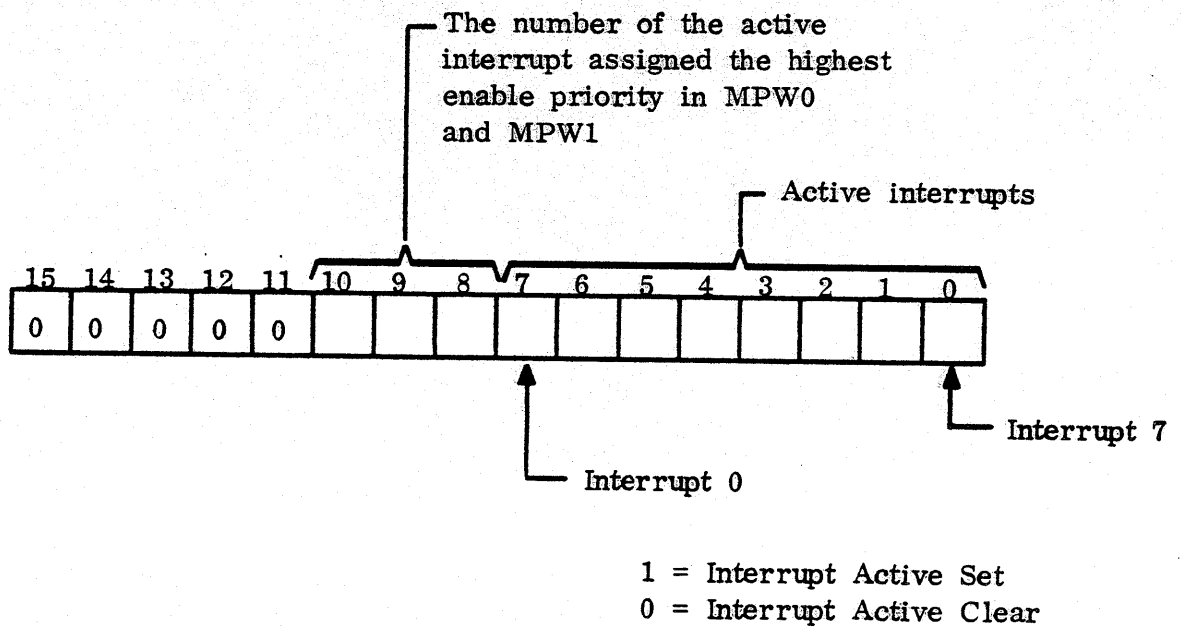 The number of the active
interrupt assigned the highest
enable priority in MPW0
and MPW1
Active interrupts
15 14 13 12 11 10 9 8 7 6 5 4 3 2 1 0
0 0 0 0 0
Interrupt 7
Interrupt 0
1 = Interrupt Active Set
0 = Interrupt Active Clear